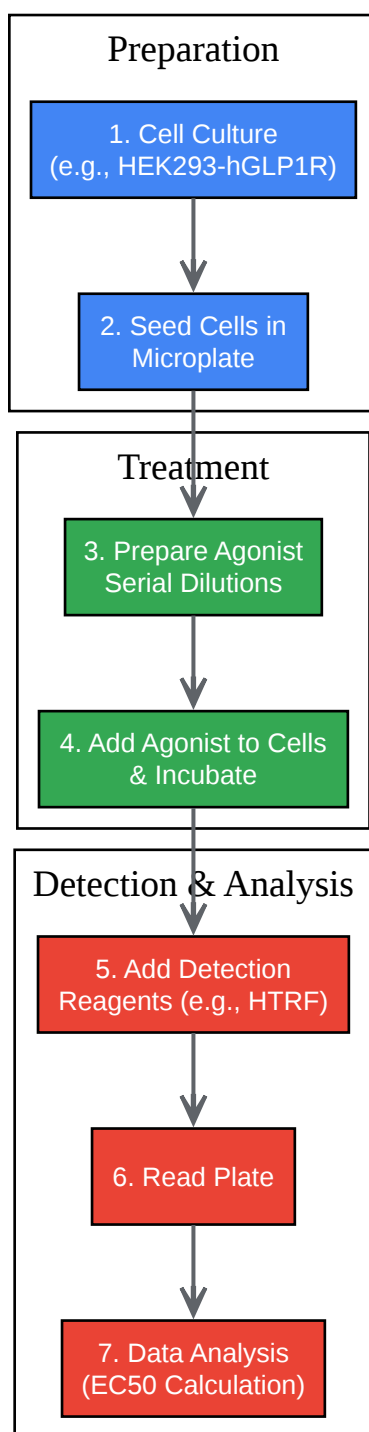 Preparation
1. Cell Culture
(e.g., HEK293-hGLP1R)
2. Seed Cells in
Microplate
Treatment
3. Prepare Agonist
Serial Dilutions
4. Add Agonist to Cells
& Incubate
Detection & Analysis
5. Add Detection
Reagents (e.g., HTRF)
6. Read Plate
7. Data Analysis
(EC50 Calculation)